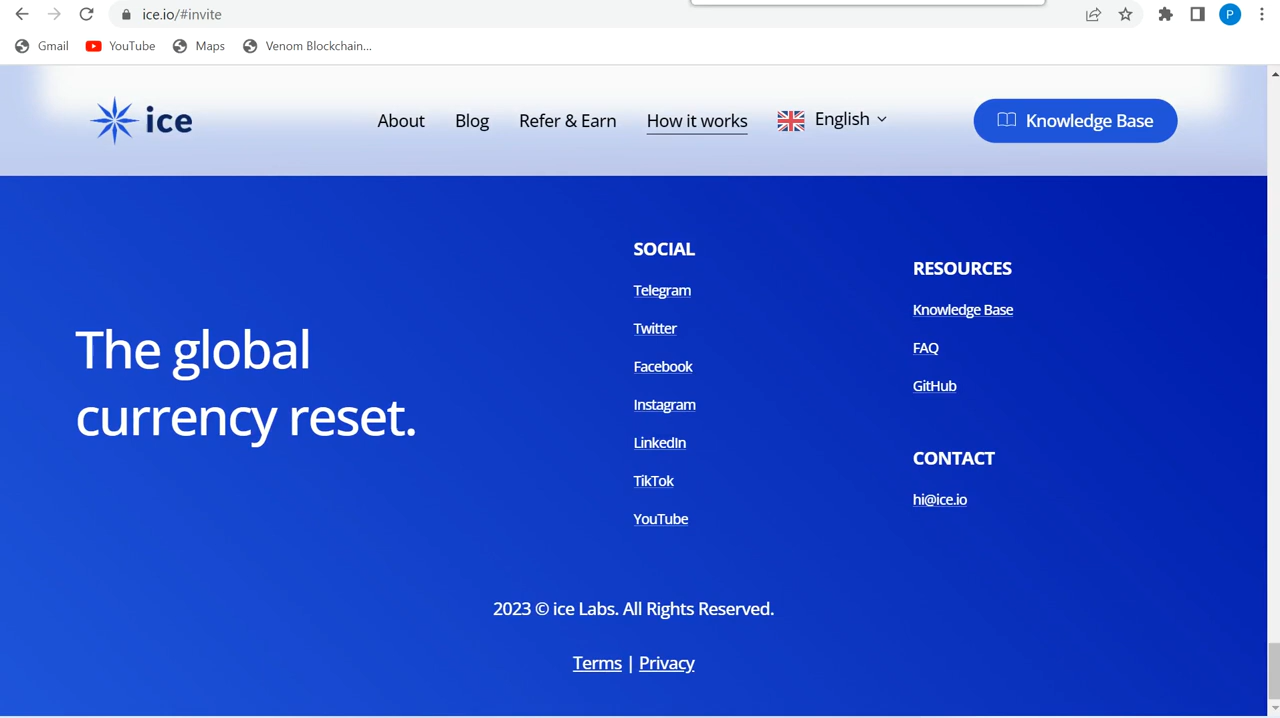 ice.io/#invite
P
Gmail
YouTube
Maps
Venom Blockchain...
ice
About
Blog
Refer & Earn
How it works
English
Knowledge Base
The global
currency reset.
SOCIAL
Telegram
Twitter
Facebook
Instagram
LinkedIn
TikTok
YouTube
RESOURCES
Knowledge Base
FAQ
GitHub
CONTACT
hi@ice.io
2023 © ice Labs. All Rights Reserved.
Terms | Privacy